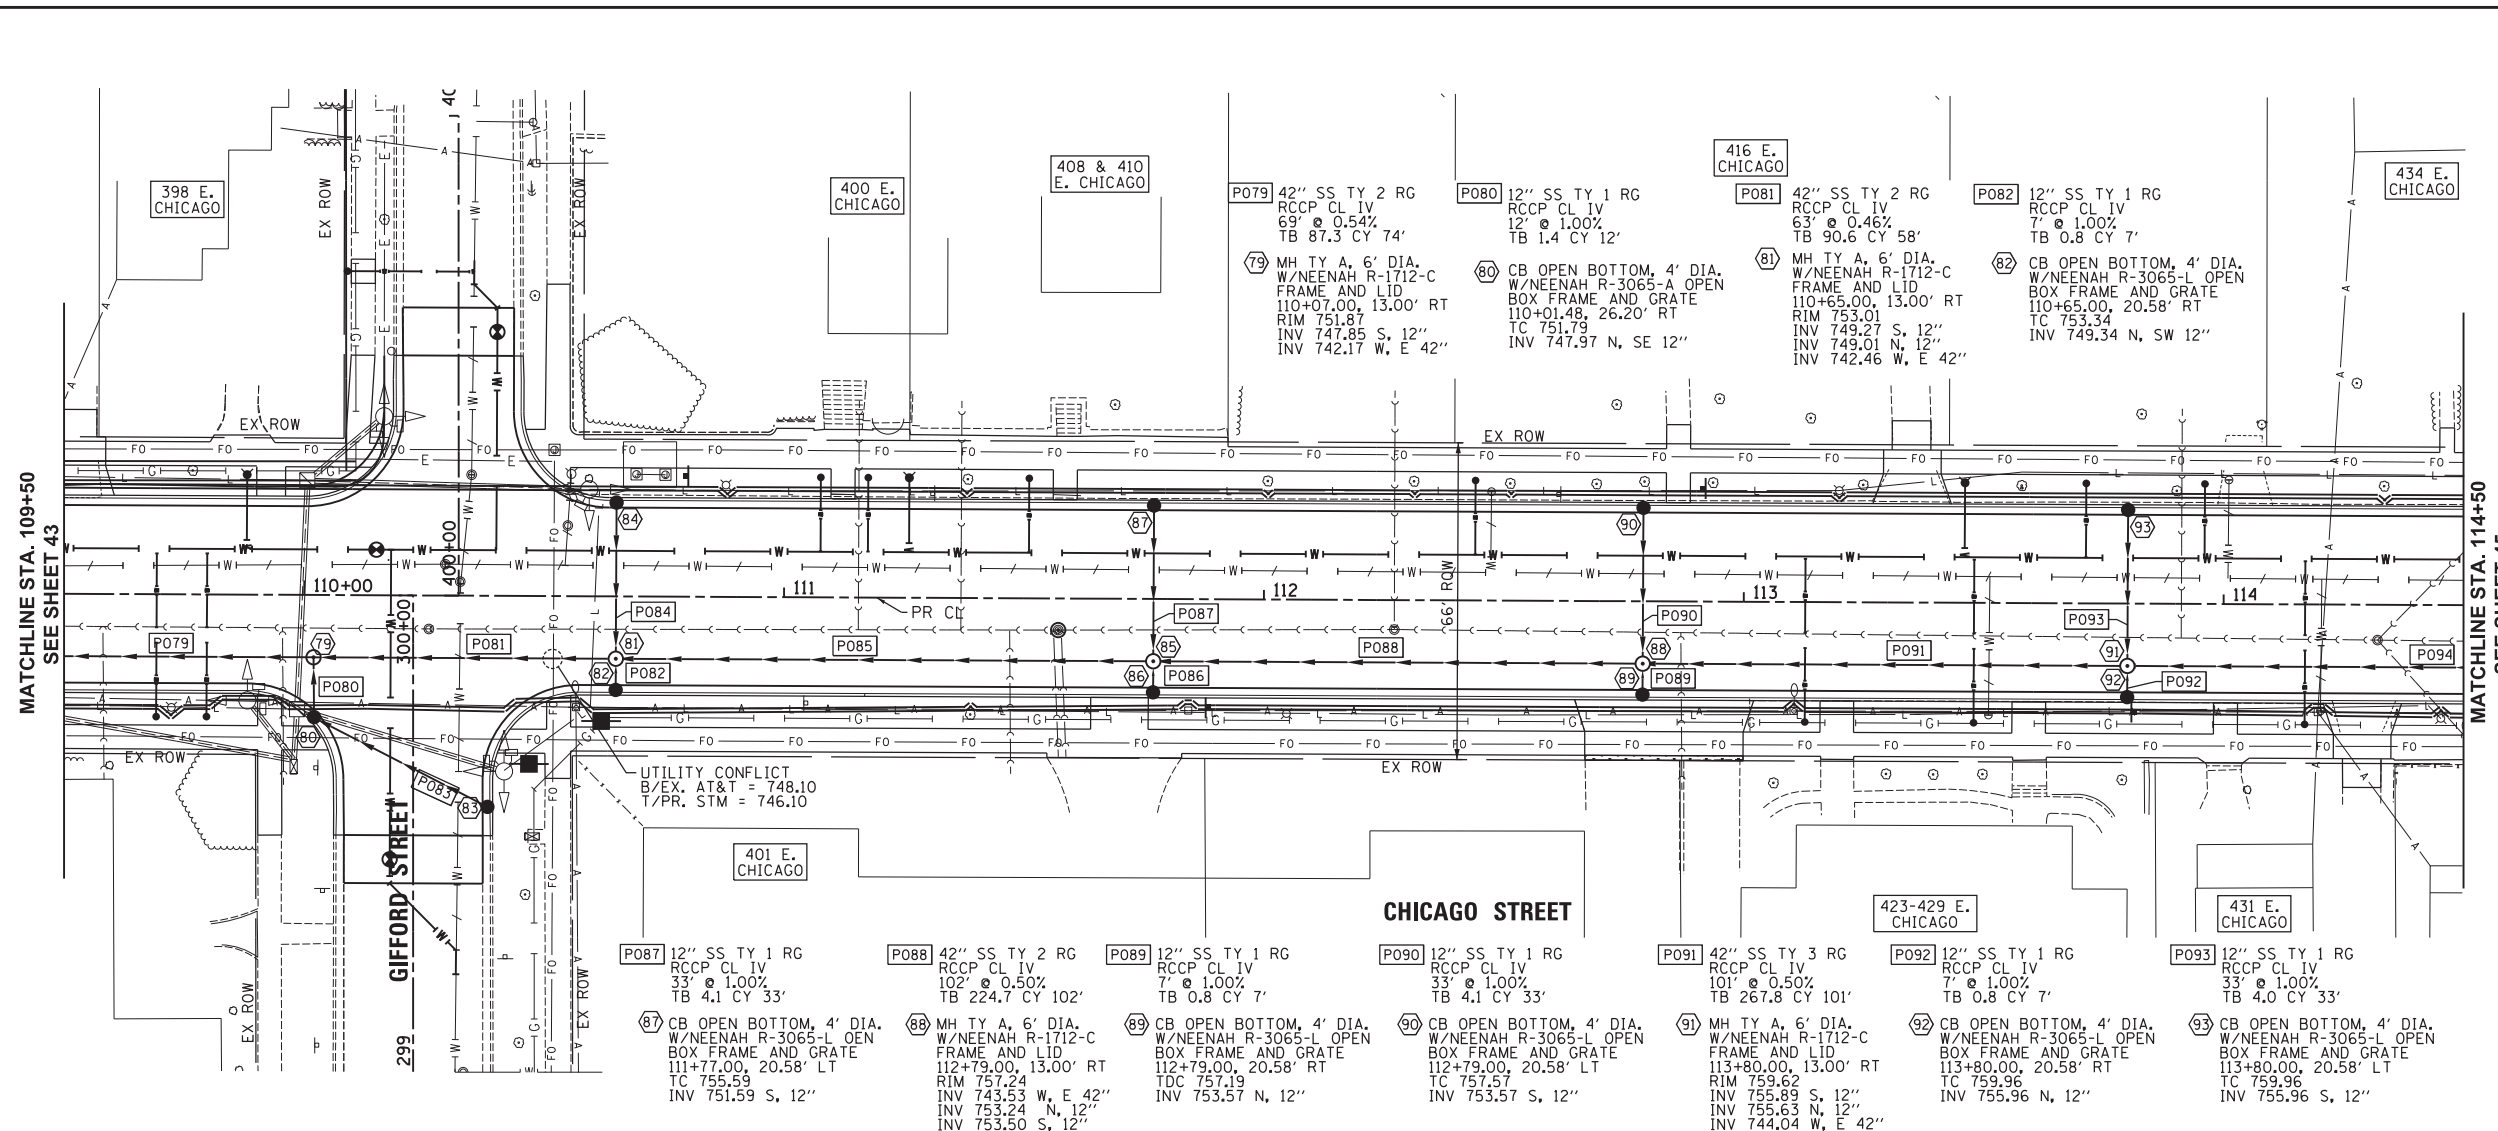 398 E.
CHICAGO
400 E.
CHICAGO
408 & 410
E. CHICAGO
416 E.
CHICAGO
434 E.
CHICAGO
P079
42'' SS TY 2 RG
RCCP CL IV
69' @ 0.54%
TB 87.3 CY 74'
79
MH TY A, 6' DIA.
W/NEENAH R-1712-C
FRAME AND LID
110+07.00, 13.00' RT
RIM 751.87
INV 747.85 S, 12''
INV 742.17 W, E 42''
P080
12'' SS TY 1 RG
RCCP CL IV
12' @ 1.00%
TB 1.4 CY 12'
80
CB OPEN BOTTOM, 4' DIA.
W/NEENAH R-3065-A OPEN
BOX FRAME AND GRATE
110+01.48, 26.20' RT
TC 751.79
INV 747.97 N, SE 12''
P081
42'' SS TY 2 RG
RCCP CL IV
63' @ 0.46%
TB 90.6 CY 58'
81
MH TY A, 6' DIA.
W/NEENAH R-1712-C
FRAME AND LID
110+65.00, 13.00' RT
RIM 753.01
INV 749.27 S, 12''
INV 749.01 N, 12''
INV 742.46 W, E 42''
P082
12'' SS TY 1 RG
RCCP CL IV
7' @ 1.00%
TB 0.8 CY 7'
82
CB OPEN BOTTOM, 4' DIA.
W/NEENAH R-3065-L OPEN
BOX FRAME AND GRATE
110+65.00, 20.58' RT
TC 753.34
INV 749.34 N, SW 12''
EX ROW
EX ROW
EX ROW
EX ROW
MATCHLINE STA. 109+50
SEE SHEET 43
MATCHLINE STA. 114+50
84
87
90
93
400+00
110+00
111
112
113
114
300+00
PR CL
66' ROW
P084
P087
P090
P093
P079
79
P081
81
P085
85
P088
88
P091
91
P094
P080
80
82
P082
86
P086
89
P089
92
P092
P083
83
EX ROW
EX ROW
UTILITY CONFLICT
B/EX. AT&T = 748.10
T/PR. STM = 746.10
401 E.
CHICAGO
423-429 E.
CHICAGO
431 E.
CHICAGO
CHICAGO STREET
GIFFORD STREET
299
EX ROW
EX ROW
P087
12'' SS TY 1 RG
RCCP CL IV
33' @ 1.00%
TB 4.1 CY 33'
87
CB OPEN BOTTOM, 4' DIA.
W/NEENAH R-3065-L OEN
BOX FRAME AND GRATE
111+77.00, 20.58' LT
TC 755.59
INV 751.59 S, 12''
P088
42'' SS TY 2 RG
RCCP CL IV
102' @ 0.50%
TB 224.7 CY 102'
88
MH TY A, 6' DIA.
W/NEENAH R-1712-C
FRAME AND LID
112+79.00, 13.00' RT
RIM 757.24
INV 743.53 W, E 42''
INV 753.24 N, 12''
INV 753.50 S, 12''
P089
12'' SS TY 1 RG
RCCP CL IV
7' @ 1.00%
TB 0.8 CY 7'
89
CB OPEN BOTTOM, 4' DIA.
W/NEENAH R-3065-L OPEN
BOX FRAME AND GRATE
112+79.00, 20.58' RT
TDC 757.19
INV 753.57 N, 12''
P090
12'' SS TY 1 RG
RCCP CL IV
33' @ 1.00%
TB 4.1 CY 33'
90
CB OPEN BOTTOM, 4' DIA.
W/NEENAH R-3065-L OPEN
BOX FRAME AND GRATE
112+79.00, 20.58' LT
TC 757.57
INV 753.57 S, 12''
P091
42'' SS TY 3 RG
RCCP CL IV
101' @ 0.50%
TB 267.8 CY 101'
91
MH TY A, 6' DIA.
W/NEENAH R-1712-C
FRAME AND LID
113+80.00, 13.00' RT
RIM 759.62
INV 755.89 S, 12''
INV 755.63 N, 12''
INV 744.04 W, E 42''
P092
12'' SS TY 1 RG
RCCP CL IV
7' @ 1.00%
TB 0.8 CY 7'
92
CB OPEN BOTTOM, 4' DIA.
W/NEENAH R-3065-L OPEN
BOX FRAME AND GRATE
113+80.00, 20.58' RT
TC 759.96
INV 755.96 N, 12''
P093
12'' SS TY 1 RG
RCCP CL IV
33' @ 1.00%
TB 4.0 CY 33'
93
CB OPEN BOTTOM, 4' DIA.
W/NEENAH R-3065-L OPEN
BOX FRAME AND GRATE
113+80.00, 20.58' LT
TC 759.96
INV 755.96 S, 12''